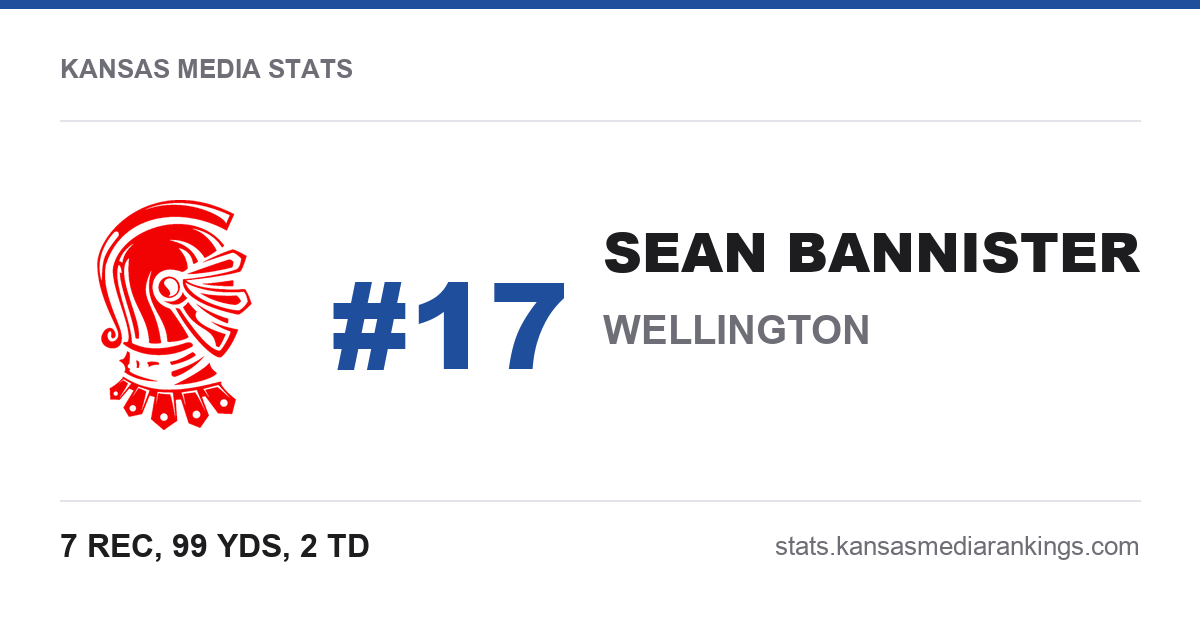 KANSAS MEDIA STATS
#17
SEAN BANNISTER
WELLINGTON
7 REC, 99 YDS, 2 TD
stats.kansasmediarankings.com